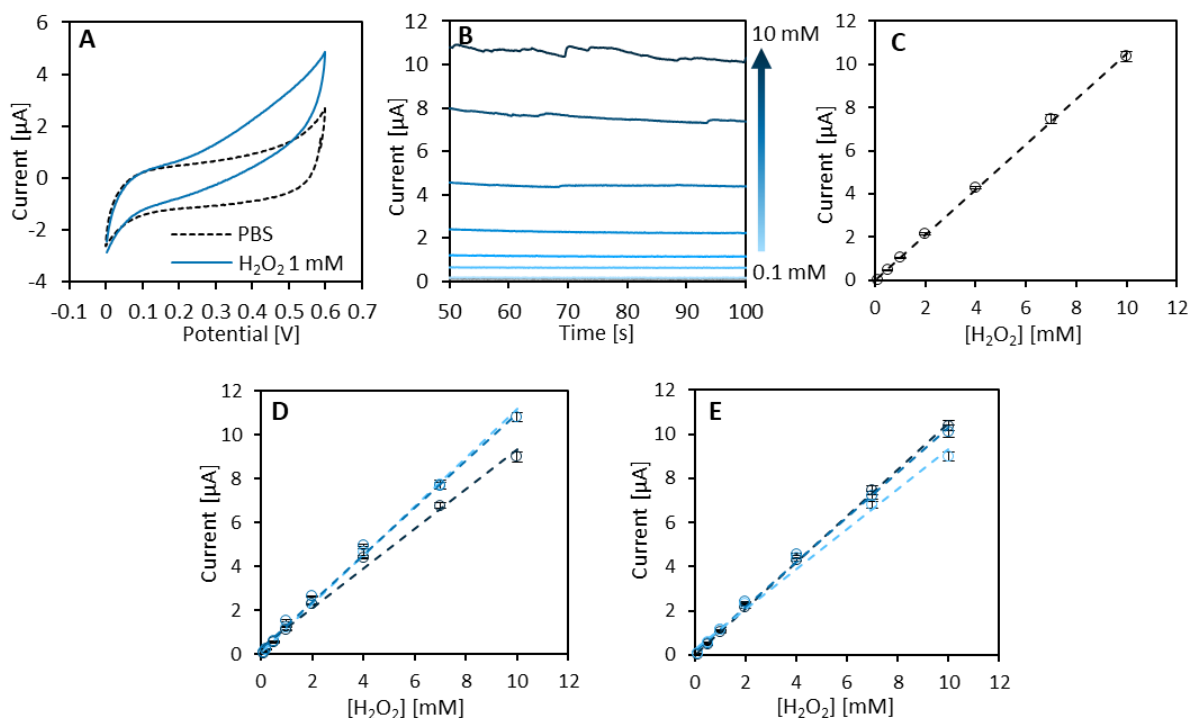 A
Current [µA]
6
4
2
0
-2
-4
PBS
H₂O₂ 1 mM
-0.1 0 0.1 0.2 0.3 0.4 0.5 0.6 0.7
Potential [V]
B
Current [µA]
12
10
8
6
4
2
0
10 mM
0.1 mM
50 60 70 80 90 100
Time [s]
C
Current [µA]
12
10
8
6
4
2
0
0 2 4 6 8 10 12
[H₂O₂] [mM]
D
Current [µA]
12
10
8
6
4
2
0
0 2 4 6 8 10 12
[H₂O₂] [mM]
E
Current [µA]
12
10
8
6
4
2
0
0 2 4 6 8 10 12
[H₂O₂] [mM]